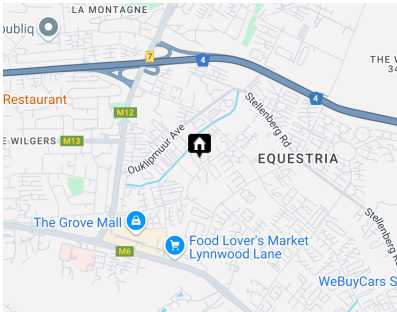 LA MONTAGNE
oubliq
7
4
THE W
34
4
Restaurant
M12
Stellenberg Rd
E WILGERS
M13
Ouklipmuur Ave
EQUESTRIA
The Grove Mall
Stellenberg Rd
M6
Food Lover's Market
Lynnwood Lane
WeBuyCars S